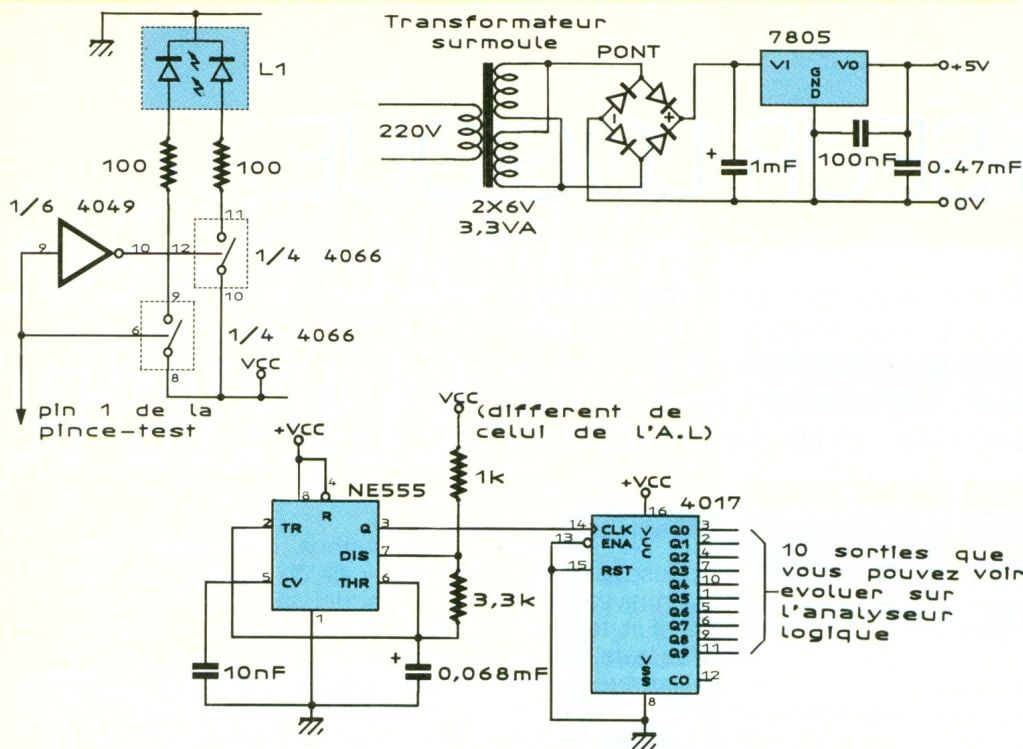 L1
100
100
1/6 4049
9
10
12
11
1/4 4066
10
9
6
1/4 4066
8
VCC
pin 1 de la
pince-test
Transformateur
surmoule
PONT
220V
2X6V
3,3VA
-
+
7805
VI
VO
GND
+
1mF
100nF
0.47mF
+5V
0V
+VCC
8
4
NE555
R
2
TR
Q
3
DIS
7
5
CV
THR
6
1
10nF
+
0,068mF
VCC
(different de
celui de l'A.L)
1k
3,3k
+VCC
4017
16
14
CLK
VCC
Q0
3
13
ENA
Q1
2
Q2
4
15
RST
Q3
7
Q4
10
Q5
1
Q6
5
Q7
6
Q8
9
Q9
11
VSS
CO
12
8
10 sorties que
vous pouvez voir
evoluer sur
l'analyseur
logique